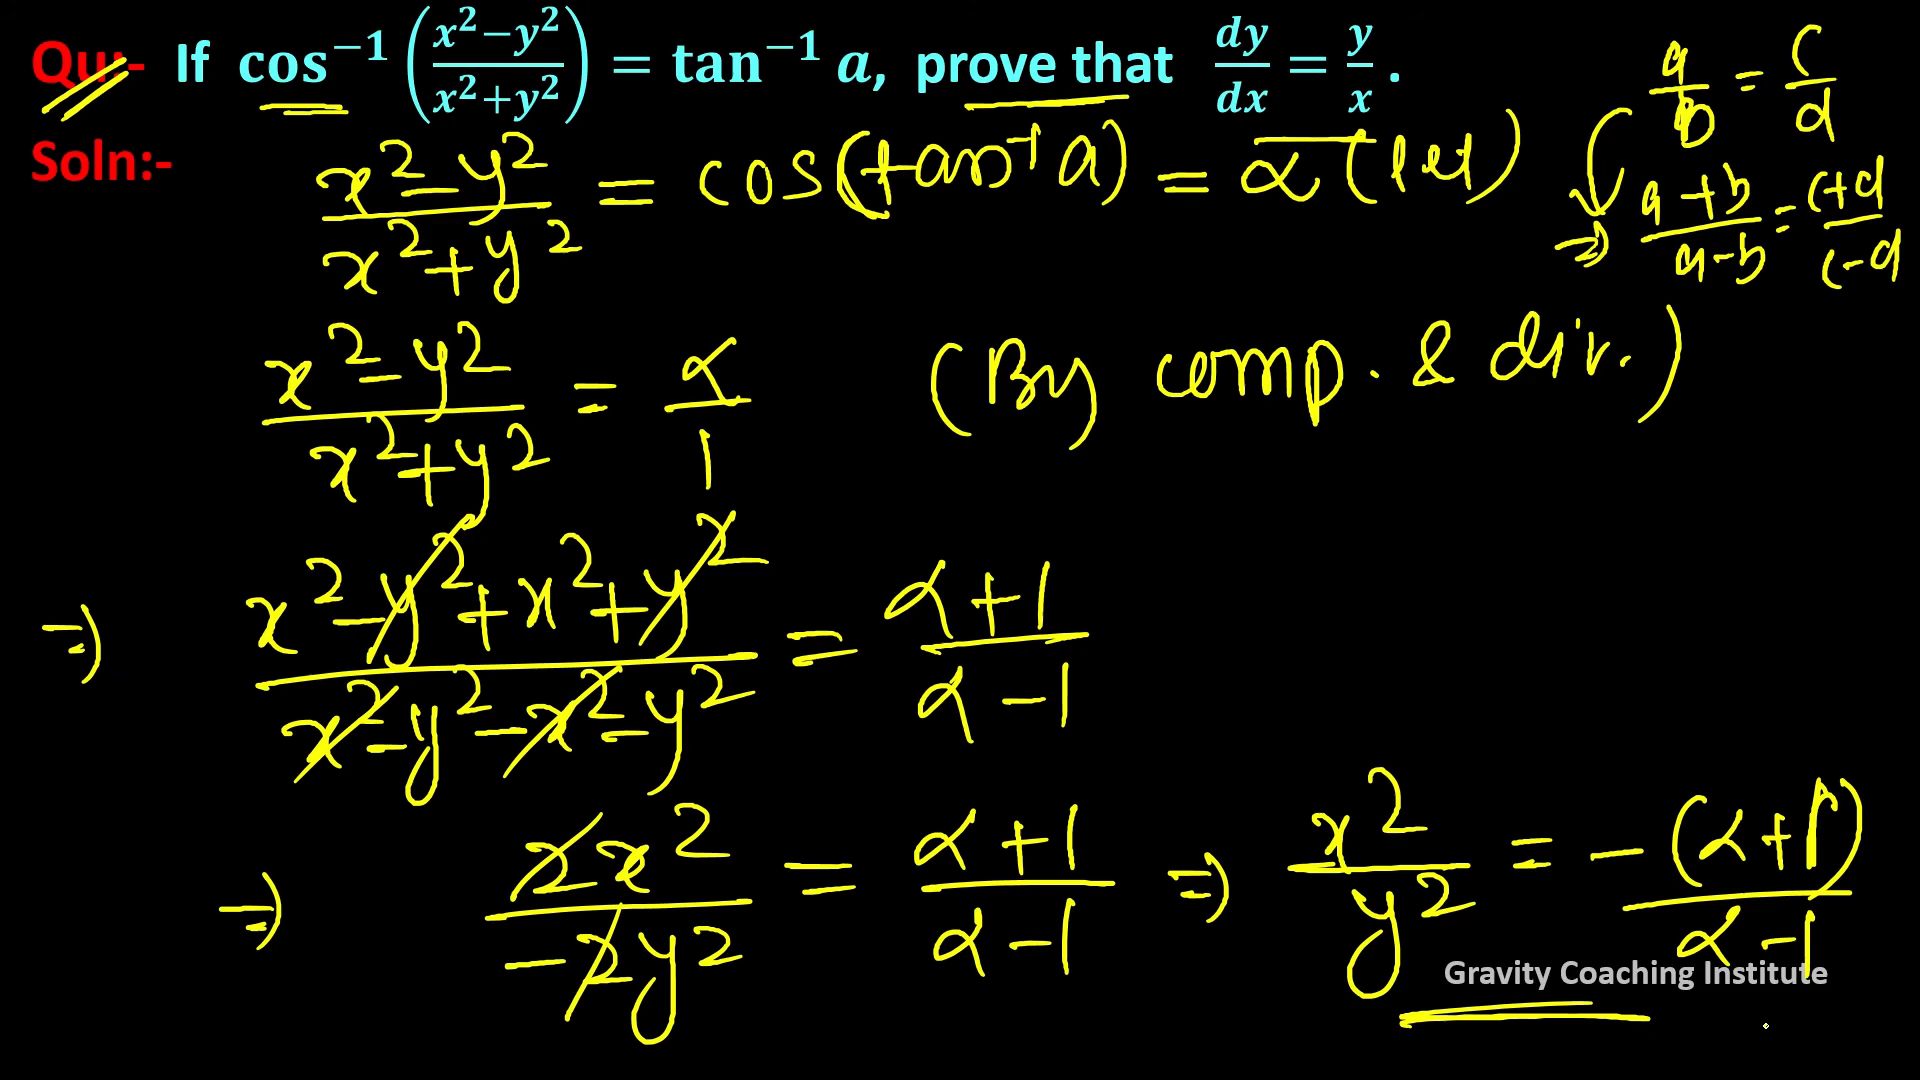 Qu:- If cos⁻¹((x²−y²)/(x²+y²)) = tan⁻¹ a, prove that dy/dx = y/x .
a/b = c/d
Soln:- (x²−y²)/(x²+y²) = cos(tan⁻¹ a) = α (let)
⇒ (a+b)/(a−b) = (c+d)/(c−d)
(x²−y²)/(x²+y²) = α/1 (By comp. & div.)
⇒ (x²−y²+x²+y²)/(x²−y²−x²−y²) = (α+1)/(α−1)
⇒ 2x²/−2y² = (α+1)/(α−1) ⇒ x²/y² = −(α+1)/(α−1)
Gravity Coaching Institute